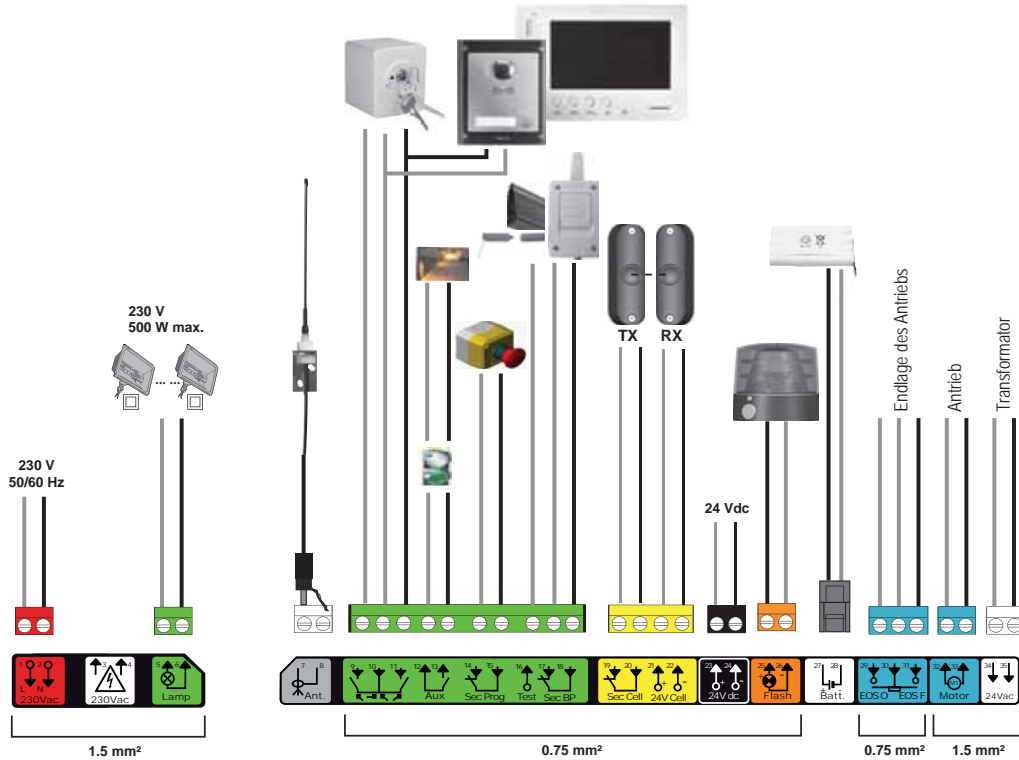 230 V
500 W max.
TX RX
Endlage des Antriebs
Antrieb
Transformator
230 V
50/60 Hz
24 Vdc
1 2 3 4 5 6
L N
230Vac 230Vac Lamp
7 8 9 10 11 12 13 14 15 16 17 18 19 20 21 22 23 24 25 26 27 28 29 30 31 32 33 34 35
+ - + - + - +
M1
Ant. Aux Sec Prog Test Sec BP Sec Cell 24V Cell 24V dc Flash Batt. EOS O EOS F Motor 24Vac
1.5 mm²
0.75 mm²
0.75 mm²
1.5 mm²